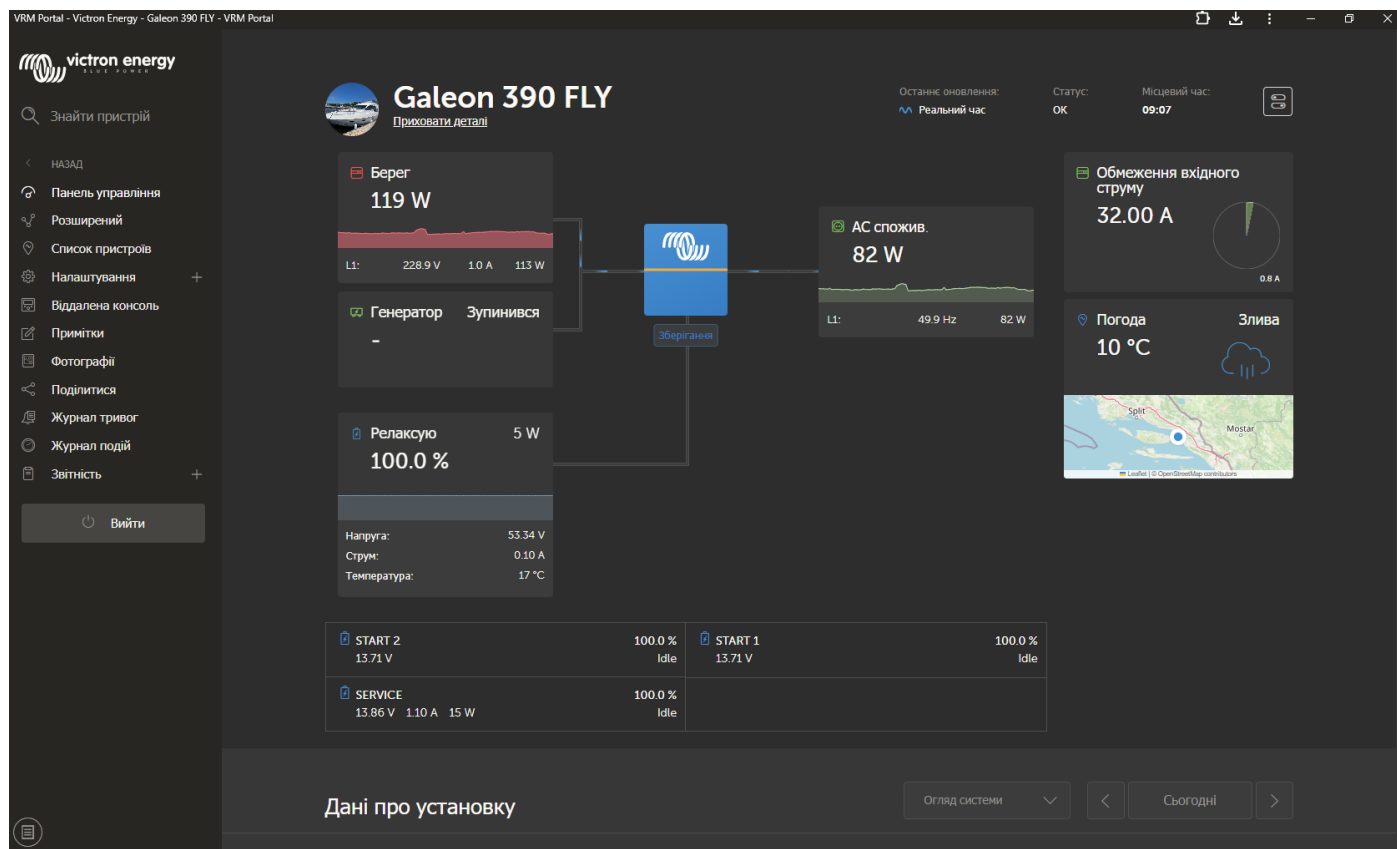 VRM Portal - Victron Energy - Galeon 390 FLY - VRM Portal
victron energy
BLUE POWER
Знайти пристрій
НАЗАД
Панель управління
Розширений
Список пристроїв
Налаштування
Віддалена консоль
Примітки
Фотографії
Поділитися
Журнал тривог
Журнал подій
Звітність
Вийти
Galeon 390 FLY
Приховати деталі
Останнє оновлення:
Реальний час
Статус:
OK
Місцевий час:
09:07
Берег
119 W
L1: 228.9 V 1.0 A 113 W
Генератор Зупинився
-
Зберігання
АС спожив.
82 W
L1: 49.9 Hz 82 W
Обмеження вхідного
струму
32.00 A
0.8 A
Погода Злива
10 °C
Split
Mostar
Leaflet | © OpenStreetMap contributors
Релаксую 5 W
100.0 %
Напруга: 53.34 V
Струм: 0.10 A
Температура: 17 °C
START 2 100.0 %
13.71 V Idle
START 1 100.0 %
13.71 V Idle
SERVICE 100.0 %
13.86 V 1.10 A 15 W Idle
Дані про установку
Огляд системи
Сьогодні